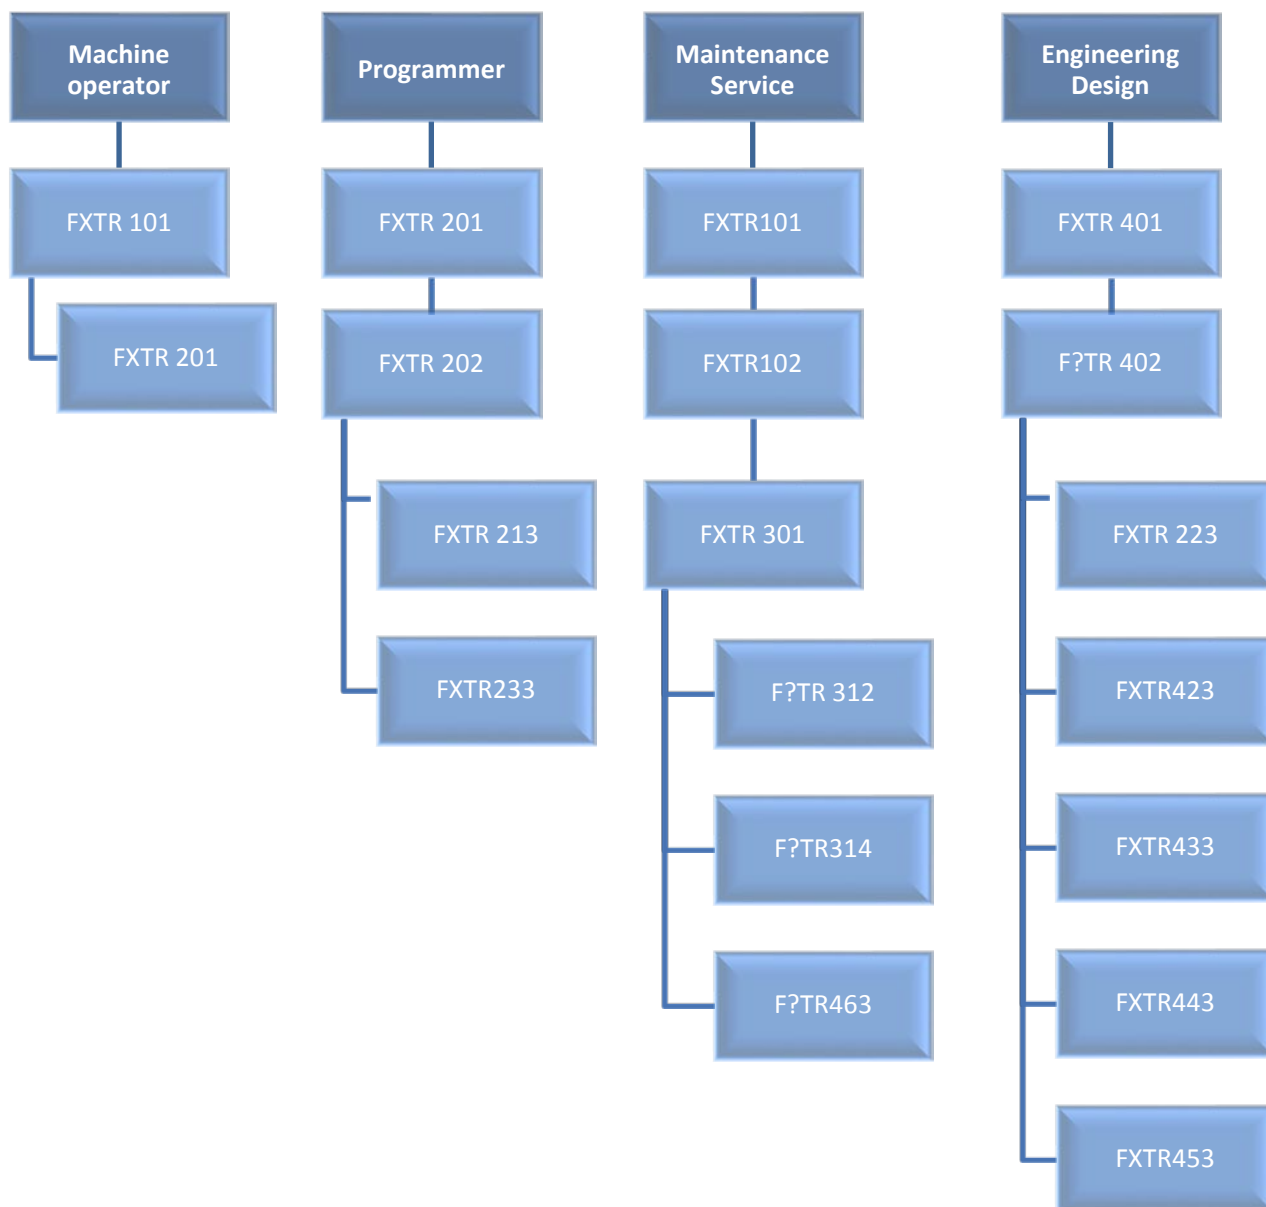 Machine
operator
FXTR 101
FXTR 201
Programmer
FXTR 201
FXTR 202
FXTR 213
FXTR233
Maintenance
Service
FXTR101
FXTR102
FXTR 301
F?TR 312
F?TR314
F?TR463
Engineering
Design
FXTR 401
F?TR 402
FXTR 223
FXTR423
FXTR433
FXTR443
FXTR453